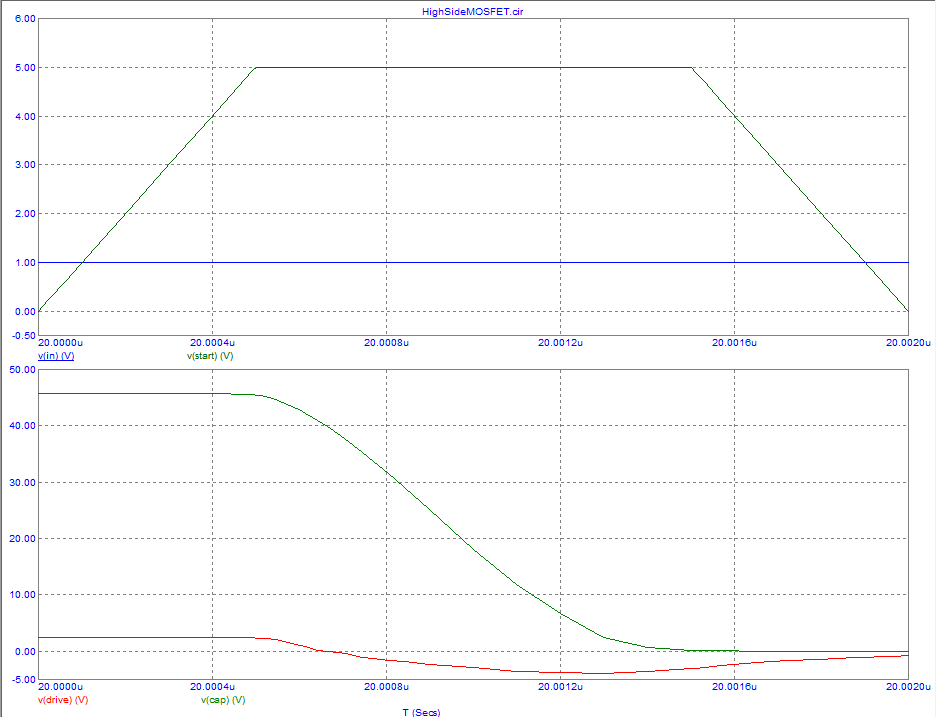 HighSideMOSFET.cir
6.00
5.00
4.00
3.00
2.00
1.00
0.00
-0.50
20.0000u 20.0004u 20.0008u 20.0012u 20.0016u 20.0020u
v(in) (V) v(start) (V)
50.00
40.00
30.00
20.00
10.00
0.00
-5.00
20.0000u 20.0004u 20.0008u 20.0012u 20.0016u 20.0020u
v(drive) (V) v(cap) (V)
T (Secs)